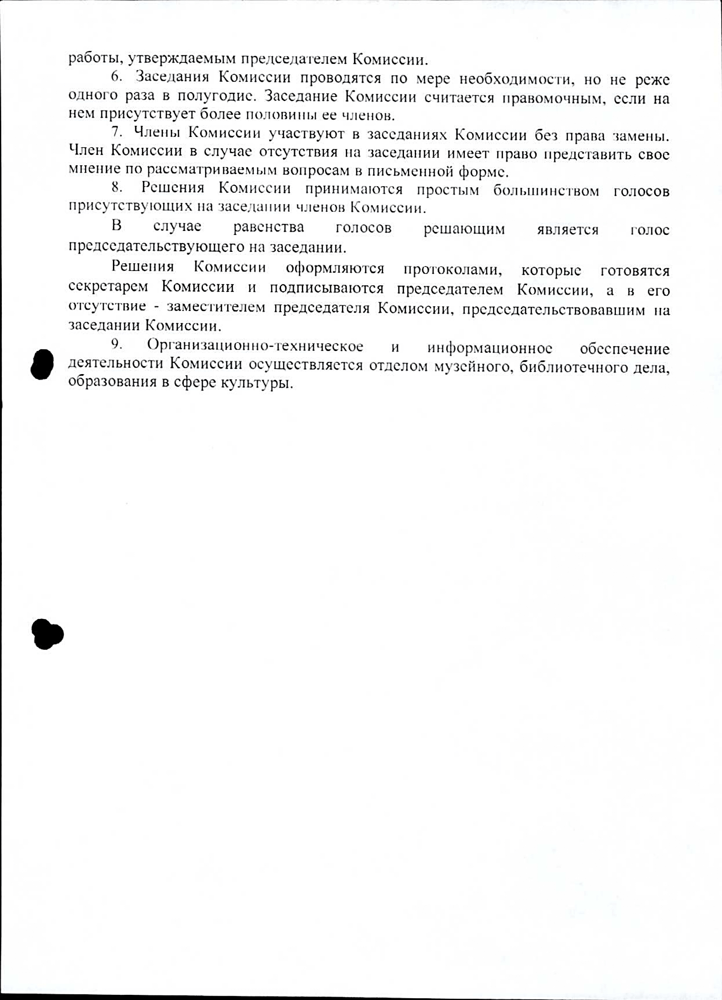 работы, утверждаемым председателем Комиссии.
6. Заседания Комиссии проводятся по мере необходимости, но не реже
одного раза в полугодие. Заседание Комиссии считается правомочным, если на
нем присутствует более половины ее членов.
7. Члены Комиссии участвуют в заседаниях Комиссии без права замены.
Член Комиссии в случае отсутствия на заседании имеет право представить свое
мнение по рассматриваемым вопросам в письменной форме.
8. Решения Комиссии принимаются простым большинством голосов
присутствующих на заседании членов Комиссии.
В случае равенства голосов решающим является голос
председательствующего на заседании.
Решения Комиссии оформляются протоколами, которые готовятся
секретарем Комиссии и подписываются председателем Комиссии, а в его
отсутствие - заместителем председателя Комиссии, председательствовавшим на
заседании Комиссии.
9. Организационно-техническое и информационное обеспечение
деятельности Комиссии осуществляется отделом музейного, библиотечного дела,
образования в сфере культуры.